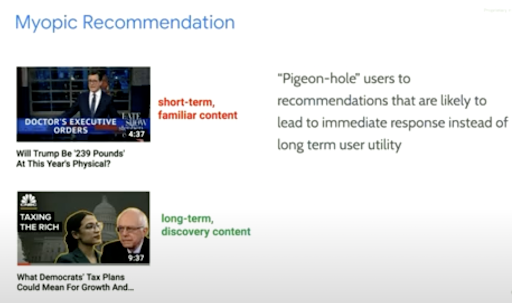 Myopic Recommendation
DOCTOR'S EXECUTIVE
ORDERS
4:37
short-term,
familiar content
Will Trump Be '239 Pounds'
At This Year's Physical?
"Pigeon-hole" users to
recommendations that are likely to
lead to immediate response instead of
long term user utility
CNBC
TAXING
THE RICH
9:37
long-term,
discovery content
What Democrats' Tax Plans
Could Mean For Growth And...